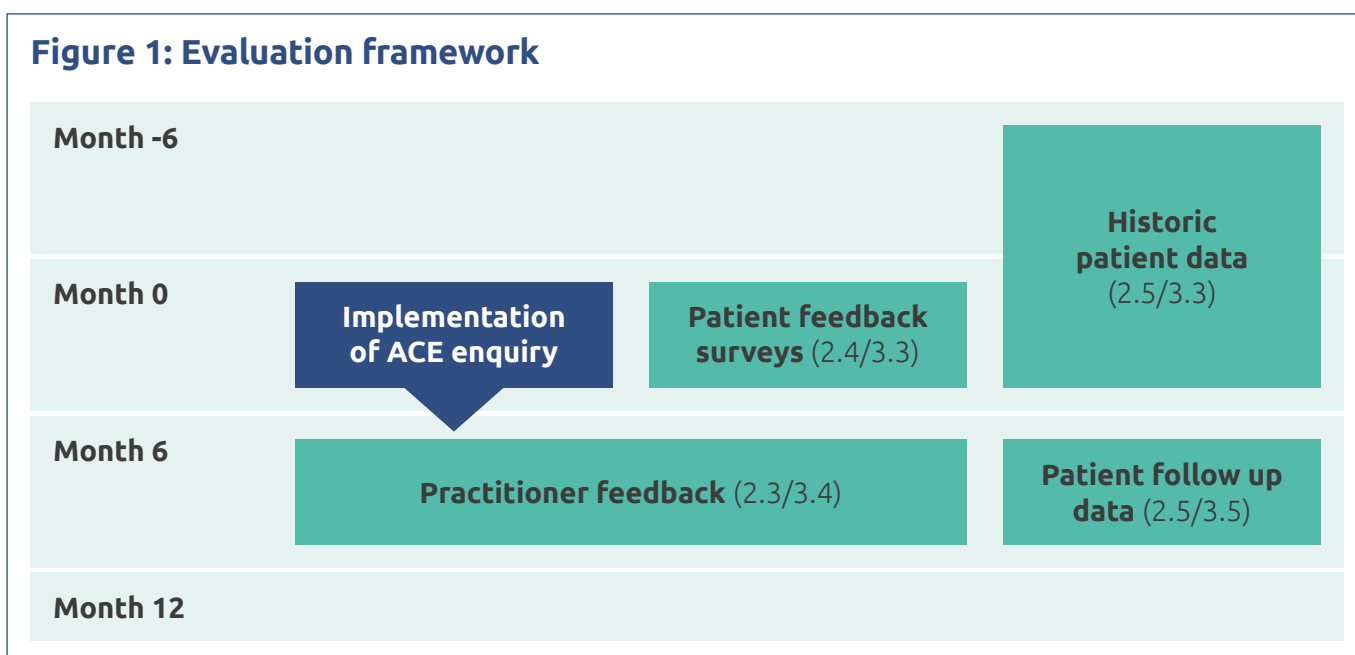 Figure 1: Evaluation framework
Month -6
Historic
patient data
(2.5/3.3)
Month 0
Implementation
of ACE enquiry
Patient feedback
surveys (2.4/3.3)
Month 6
Practitioner feedback (2.3/3.4)
Patient follow up
data (2.5/3.5)
Month 12